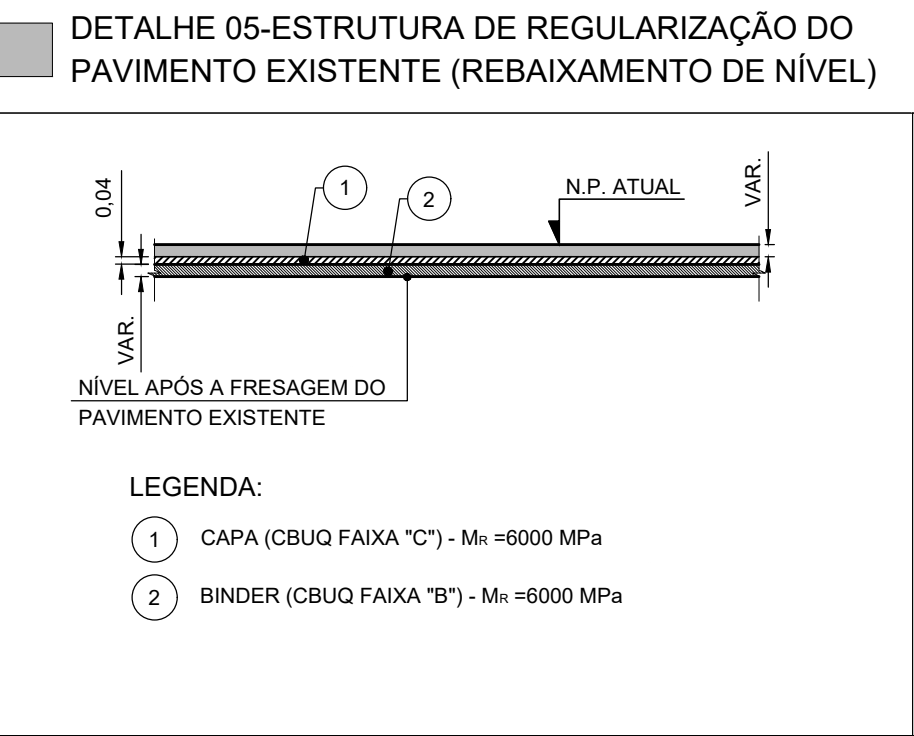 DETALHE 05-ESTRUTURA DE REGULARIZAÇÃO DO
PAVIMENTO EXISTENTE (REBAIXAMENTO DE NÍVEL)
0,04
1
2
N.P. ATUAL
VAR.
VAR.
NÍVEL APÓS A FRESAGEM DO
PAVIMENTO EXISTENTE
LEGENDA:
1 CAPA (CBUQ FAIXA "C") - MR =6000 MPa
2 BINDER (CBUQ FAIXA "B") - MR =6000 MPa